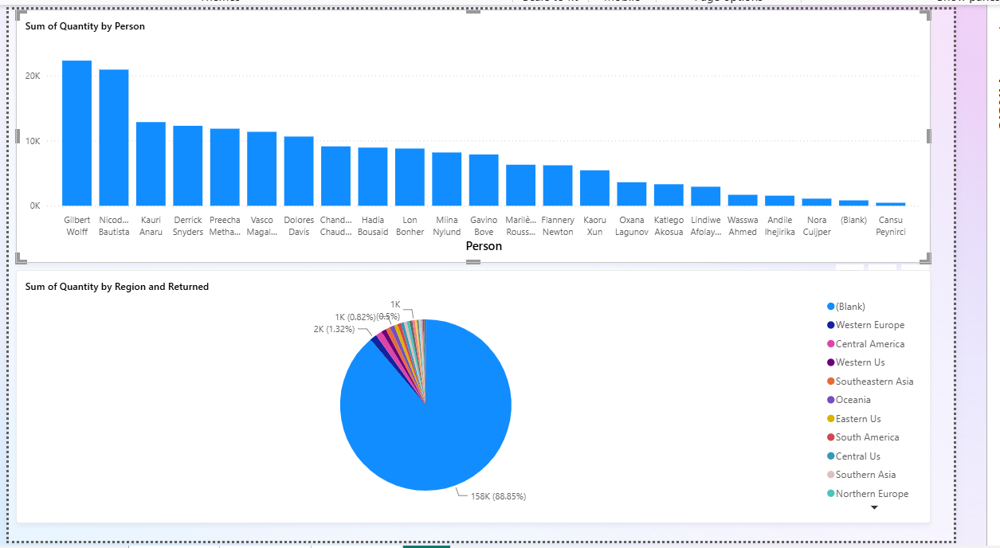 Sum of Quantity by Person
20K
10K
0K
Gilbert Wolff
Nicod... Bautista
Kauri Anaru
Derrick Snyders
Preecha Metha...
Vasco Magal...
Dolores Davis
Chand... Chaud...
Hadia Bousaid
Lon Bonher
Miina Nylund
Gavino Bove
Marilè... Rouss...
Flannery Newton
Kaoru Xun
Oxana Lagunov
Katlego Akosua
Lindiwe Afolay...
Wasswa Ahmed
Andile Ihejirika
Nora Cuijper
(Blank)
Cansu Peynirci
Person
Sum of Quantity by Region and Returned
1K
1K (0.82%)
(0.5%)
2K (1.32%)
158K (88.85%)
(Blank)
Western Europe
Central America
Western Us
Southeastern Asia
Oceania
Eastern Us
South America
Central Us
Southern Asia
Northern Europe